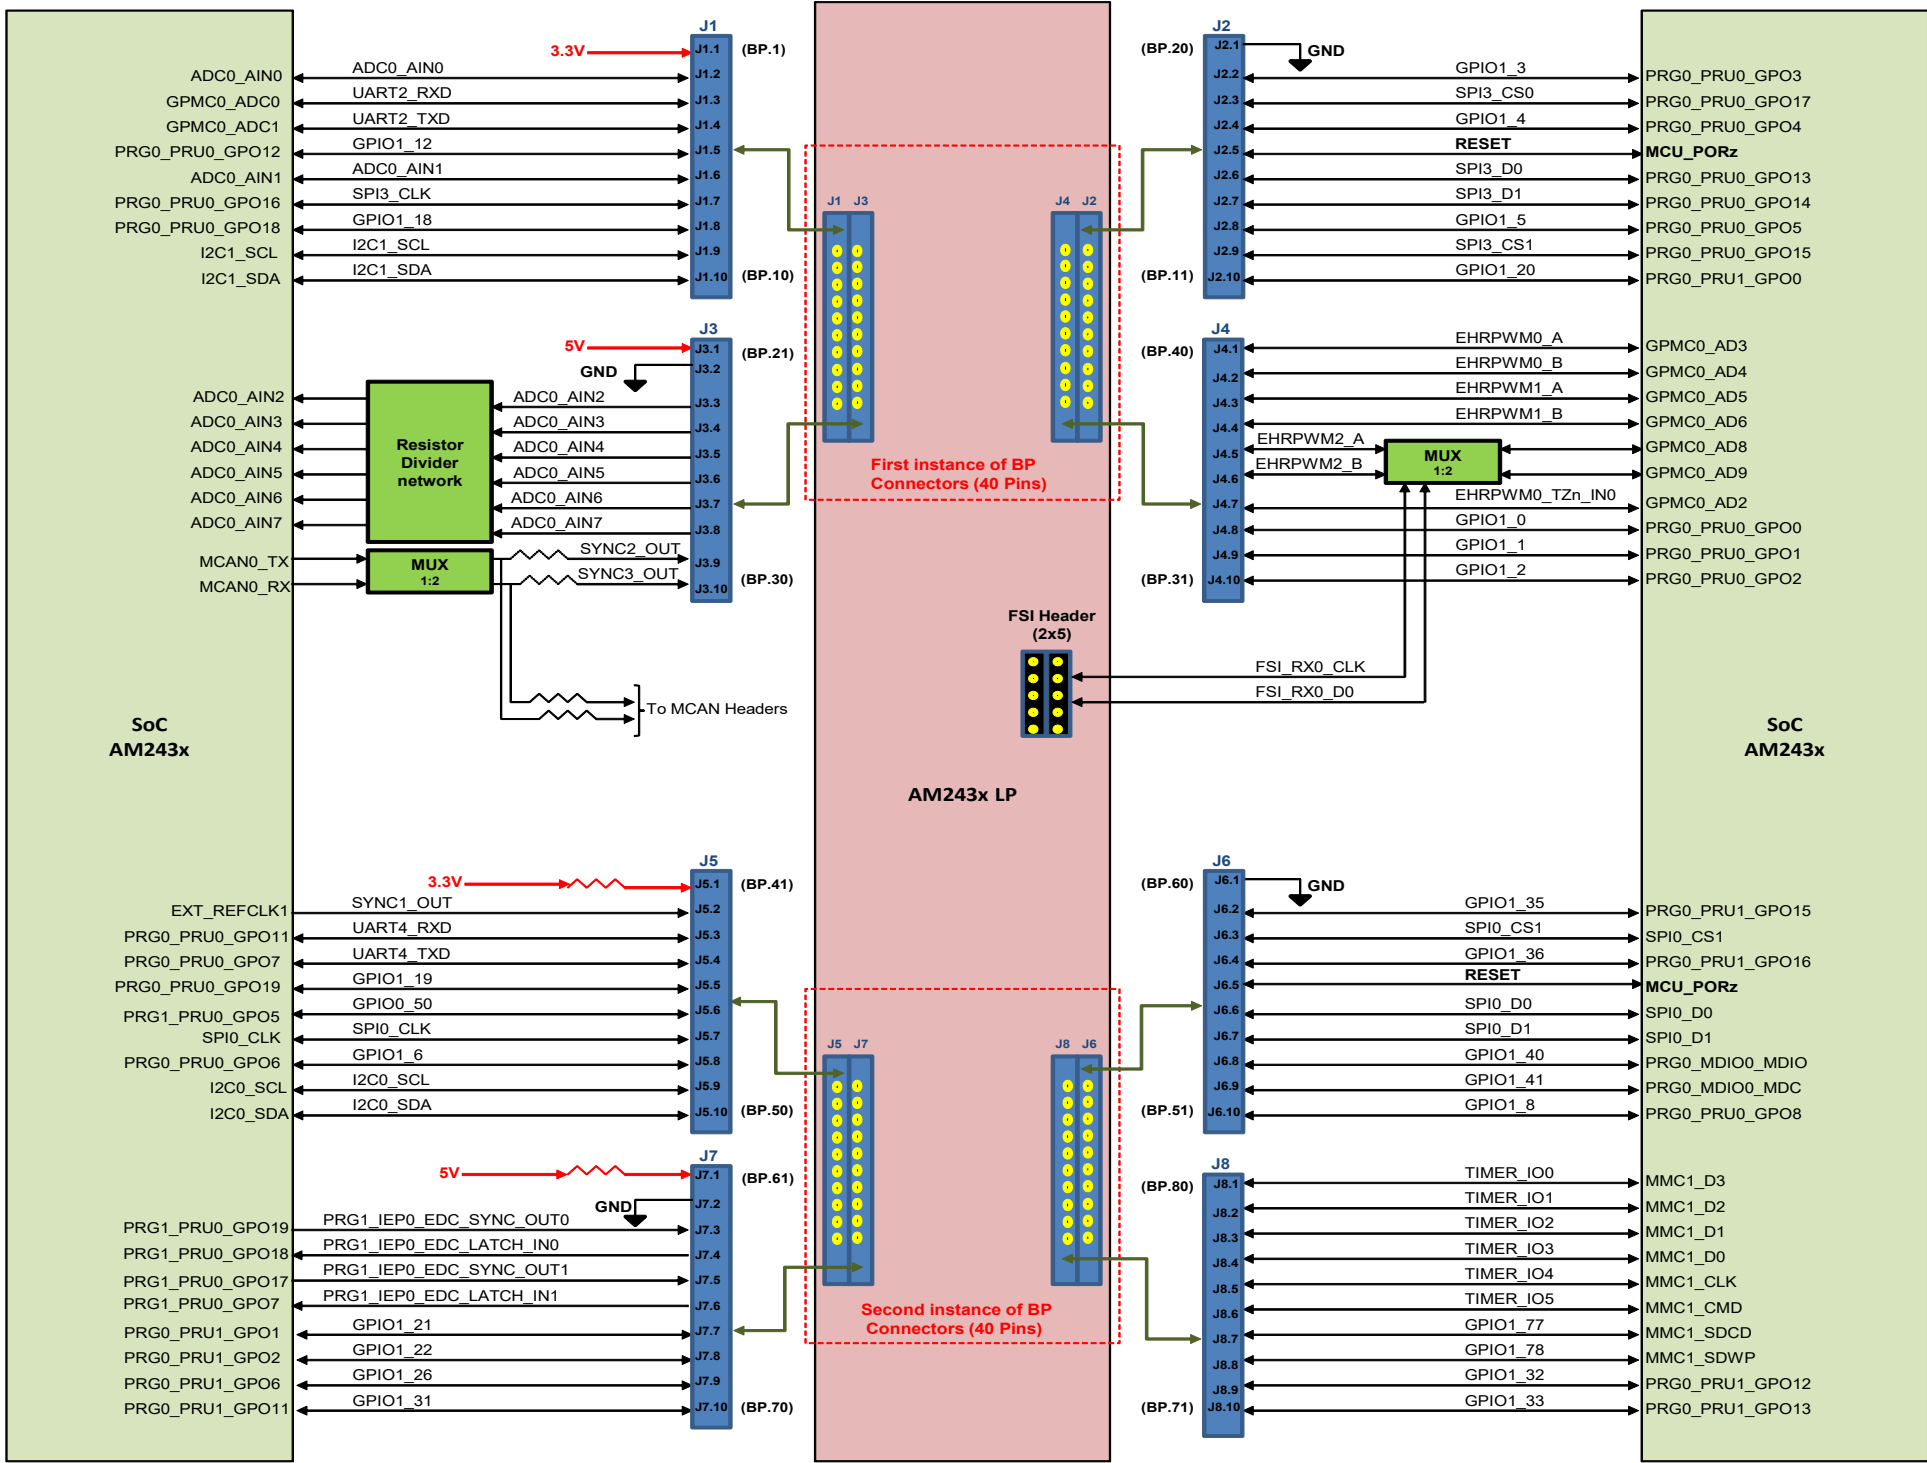 J1
3.3V
J1.1
(BP.1)
ADC0_AIN0
ADC0_AIN0
J1.2
GPMC0_ADC0
UART2_RXD
J1.3
GPMC0_ADC1
UART2_TXD
J1.4
PRG0_PRU0_GPO12
GPIO1_12
J1.5
ADC0_AIN1
ADC0_AIN1
J1.6
PRG0_PRU0_GPO16
SPI3_CLK
J1.7
PRG0_PRU0_GPO18
GPIO1_18
J1.8
I2C1_SCL
I2C1_SCL
J1.9
I2C1_SDA
I2C1_SDA
J1.10
(BP.10)
J3
5V
J3.1
(BP.21)
GND
J3.2
ADC0_AIN2
ADC0_AIN2
J3.3
ADC0_AIN3
ADC0_AIN3
J3.4
ADC0_AIN4
ADC0_AIN4
J3.5
ADC0_AIN5
ADC0_AIN5
J3.6
ADC0_AIN6
ADC0_AIN6
J3.7
ADC0_AIN7
ADC0_AIN7
J3.8
Resistor
Divider
network
MCAN0_TX
SYNC2_OUT
J3.9
MCAN0_RX
SYNC3_OUT
J3.10
(BP.30)
MUX
1:2
To MCAN Headers
SoC
AM243x
J5
3.3V
J5.1
(BP.41)
EXT_REFCLK1
SYNC1_OUT
J5.2
PRG0_PRU0_GPO11
UART4_RXD
J5.3
PRG0_PRU0_GPO7
UART4_TXD
J5.4
PRG0_PRU0_GPO19
GPIO1_19
J5.5
PRG1_PRU0_GPO5
GPIO0_50
J5.6
SPI0_CLK
SPI0_CLK
J5.7
PRG0_PRU0_GPO6
GPIO1_6
J5.8
I2C0_SCL
I2C0_SCL
J5.9
I2C0_SDA
I2C0_SDA
J5.10
(BP.50)
J7
5V
J7.1
(BP.61)
GND
J7.2
PRG1_PRU0_GPO19
PRG1_IEP0_EDC_SYNC_OUT0
J7.3
PRG1_PRU0_GPO18
PRG1_IEP0_EDC_LATCH_IN0
J7.4
PRG1_PRU0_GPO17
PRG1_IEP0_EDC_SYNC_OUT1
J7.5
PRG1_PRU0_GPO7
PRG1_IEP0_EDC_LATCH_IN1
J7.6
PRG0_PRU1_GPO1
GPIO1_21
J7.7
PRG0_PRU1_GPO2
GPIO1_22
J7.8
PRG0_PRU1_GPO6
GPIO1_26
J7.9
PRG0_PRU1_GPO11
GPIO1_31
J7.10
(BP.70)
J1 J3
J4 J2
First instance of BP
Connectors (40 Pins)
FSI Header
(2x5)
AM243x LP
J5 J7
J8 J6
Second instance of BP
Connectors (40 Pins)
J2
(BP.20)
J2.1
GND
J2.2
GPIO1_3
PRG0_PRU0_GPO3
J2.3
SPI3_CS0
PRG0_PRU0_GPO17
J2.4
GPIO1_4
PRG0_PRU0_GPO4
J2.5
RESET
MCU_PORz
J2.6
SPI3_D0
PRG0_PRU0_GPO13
J2.7
SPI3_D1
PRG0_PRU0_GPO14
J2.8
GPIO1_5
PRG0_PRU0_GPO5
J2.9
SPI3_CS1
PRG0_PRU0_GPO15
(BP.11)
J2.10
GPIO1_20
PRG0_PRU1_GPO0
J4
(BP.40)
J4.1
EHRPWM0_A
GPMC0_AD3
J4.2
EHRPWM0_B
GPMC0_AD4
J4.3
EHRPWM1_A
GPMC0_AD5
J4.4
EHRPWM1_B
GPMC0_AD6
J4.5
EHRPWM2_A
GPMC0_AD8
J4.6
EHRPWM2_B
GPMC0_AD9
MUX
1:2
J4.7
EHRPWM0_TZn_IN0
GPMC0_AD2
J4.8
GPIO1_0
PRG0_PRU0_GPO0
J4.9
GPIO1_1
PRG0_PRU0_GPO1
(BP.31)
J4.10
GPIO1_2
PRG0_PRU0_GPO2
FSI_RX0_CLK
FSI_RX0_D0
SoC
AM243x
J6
(BP.60)
J6.1
GND
J6.2
GPIO1_35
PRG0_PRU1_GPO15
J6.3
SPI0_CS1
SPI0_CS1
J6.4
GPIO1_36
PRG0_PRU1_GPO16
J6.5
RESET
MCU_PORz
J6.6
SPI0_D0
SPI0_D0
J6.7
SPI0_D1
SPI0_D1
J6.8
GPIO1_40
PRG0_MDIO0_MDIO
J6.9
GPIO1_41
PRG0_MDIO0_MDC
(BP.51)
J6.10
GPIO1_8
PRG0_PRU0_GPO8
J8
(BP.80)
J8.1
TIMER_IO0
MMC1_D3
J8.2
TIMER_IO1
MMC1_D2
J8.3
TIMER_IO2
MMC1_D1
J8.4
TIMER_IO3
MMC1_D0
J8.5
TIMER_IO4
MMC1_CLK
J8.6
TIMER_IO5
MMC1_CMD
J8.7
GPIO1_77
MMC1_SDCD
J8.8
GPIO1_78
MMC1_SDWP
J8.9
GPIO1_32
PRG0_PRU1_GPO12
(BP.71)
J8.10
GPIO1_33
PRG0_PRU1_GPO13